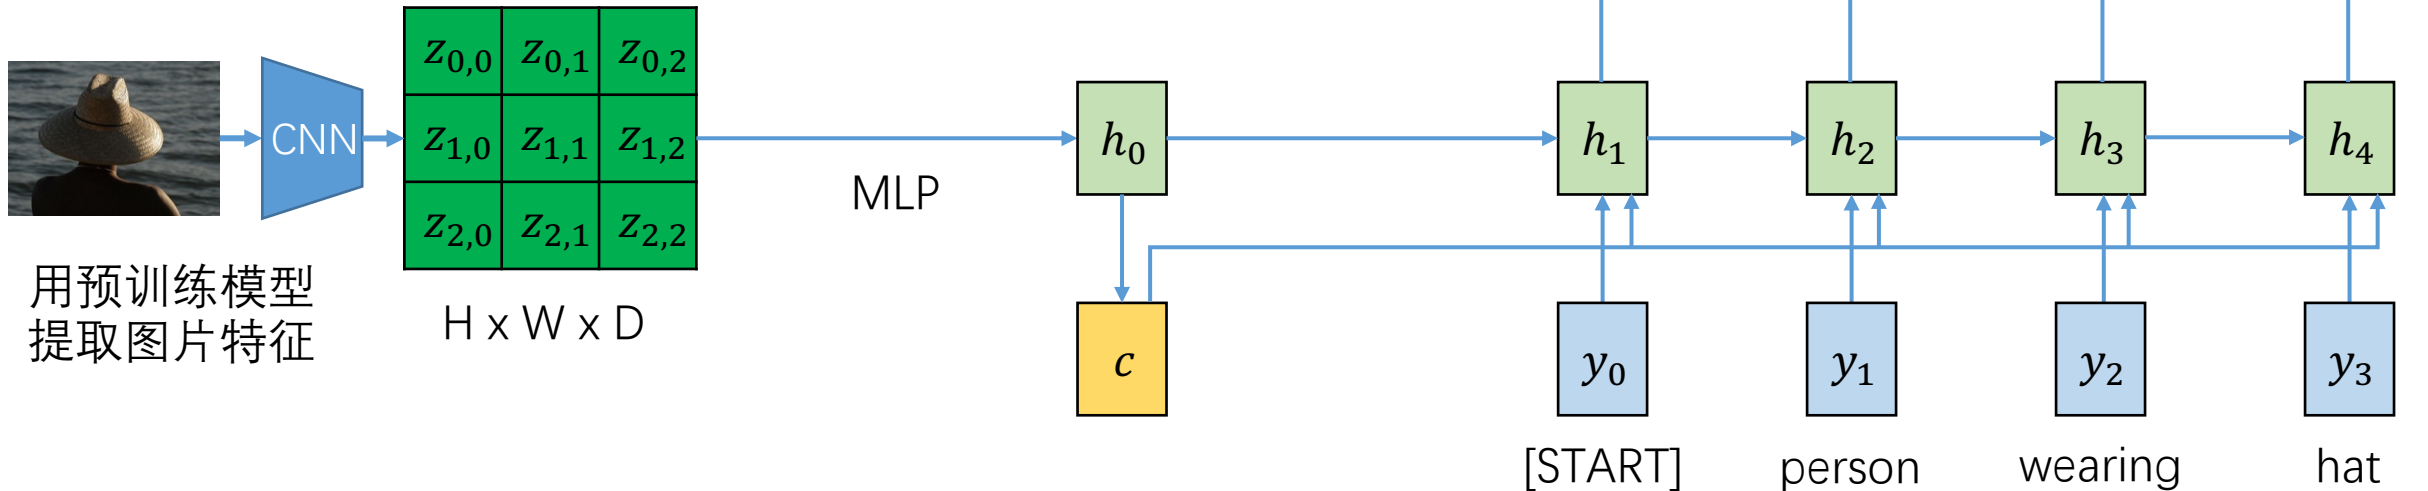 z0,0 z0,1 z0,2
CNN
z1,0 z1,1 z1,2
z2,0 z2,1 z2,2
用预训练模型
提取图片特征
H x W x D
MLP
h0 h1 h2 h3 h4
c y0 y1 y2 y3
[START] person wearing hat